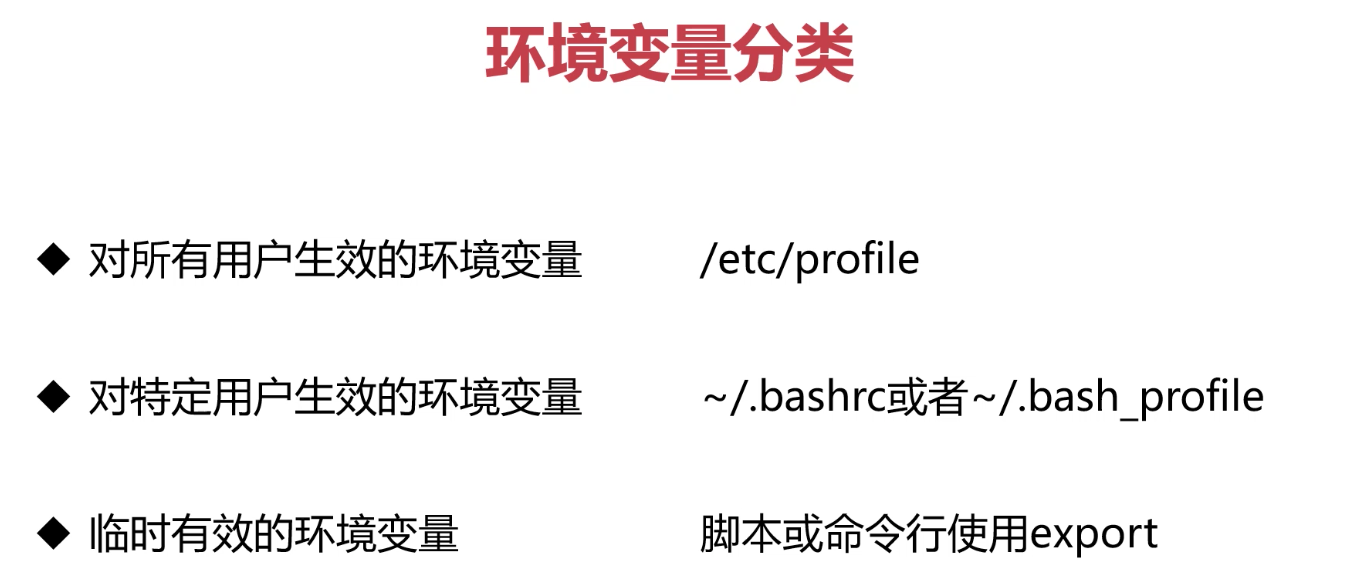 环境变量分类
◆ 对所有用户生效的环境变量 /etc/profile
◆ 对特定用户生效的环境变量 ~/.bashrc或者~/.bash_profile
◆ 临时有效的环境变量 脚本或命令行使用export